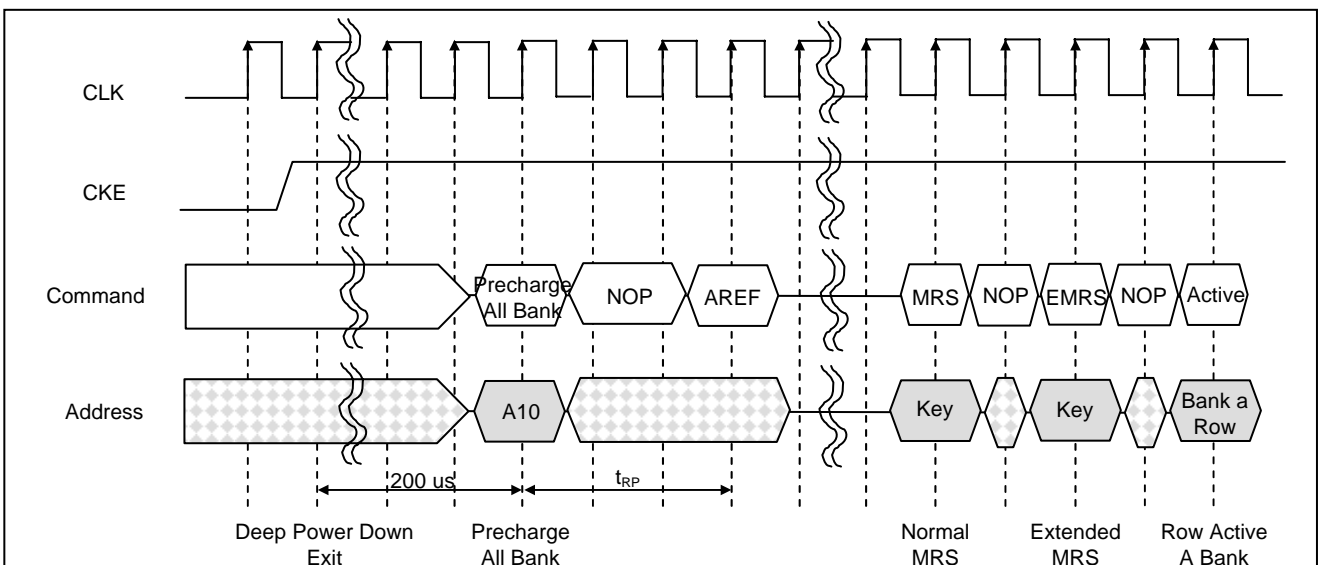 CLK
CKE
Command
Precharge
All Bank
NOP
AREF
MRS
NOP
EMRS
NOP
Active
Address
A10
Key
Key
Bank a
Row
200 us
tRP
Deep Power Down
Exit
Precharge
All Bank
Normal
MRS
Extended
MRS
Row Active
A Bank